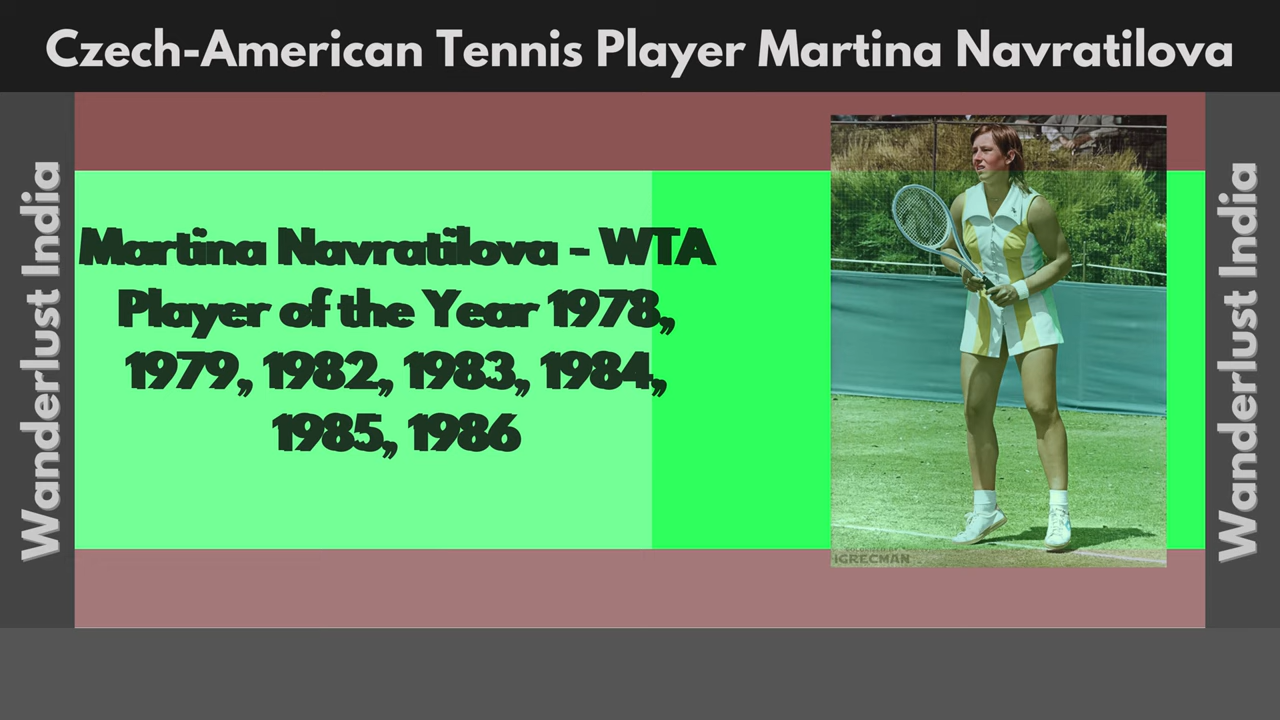 Czech-American Tennis Player Martina Navratilova
Wanderlust India
Martina Navratilova - WTA
Player of the Year 1978,
1979, 1982, 1983, 1984,
1985, 1986
IGRECMAN
Wanderlust India